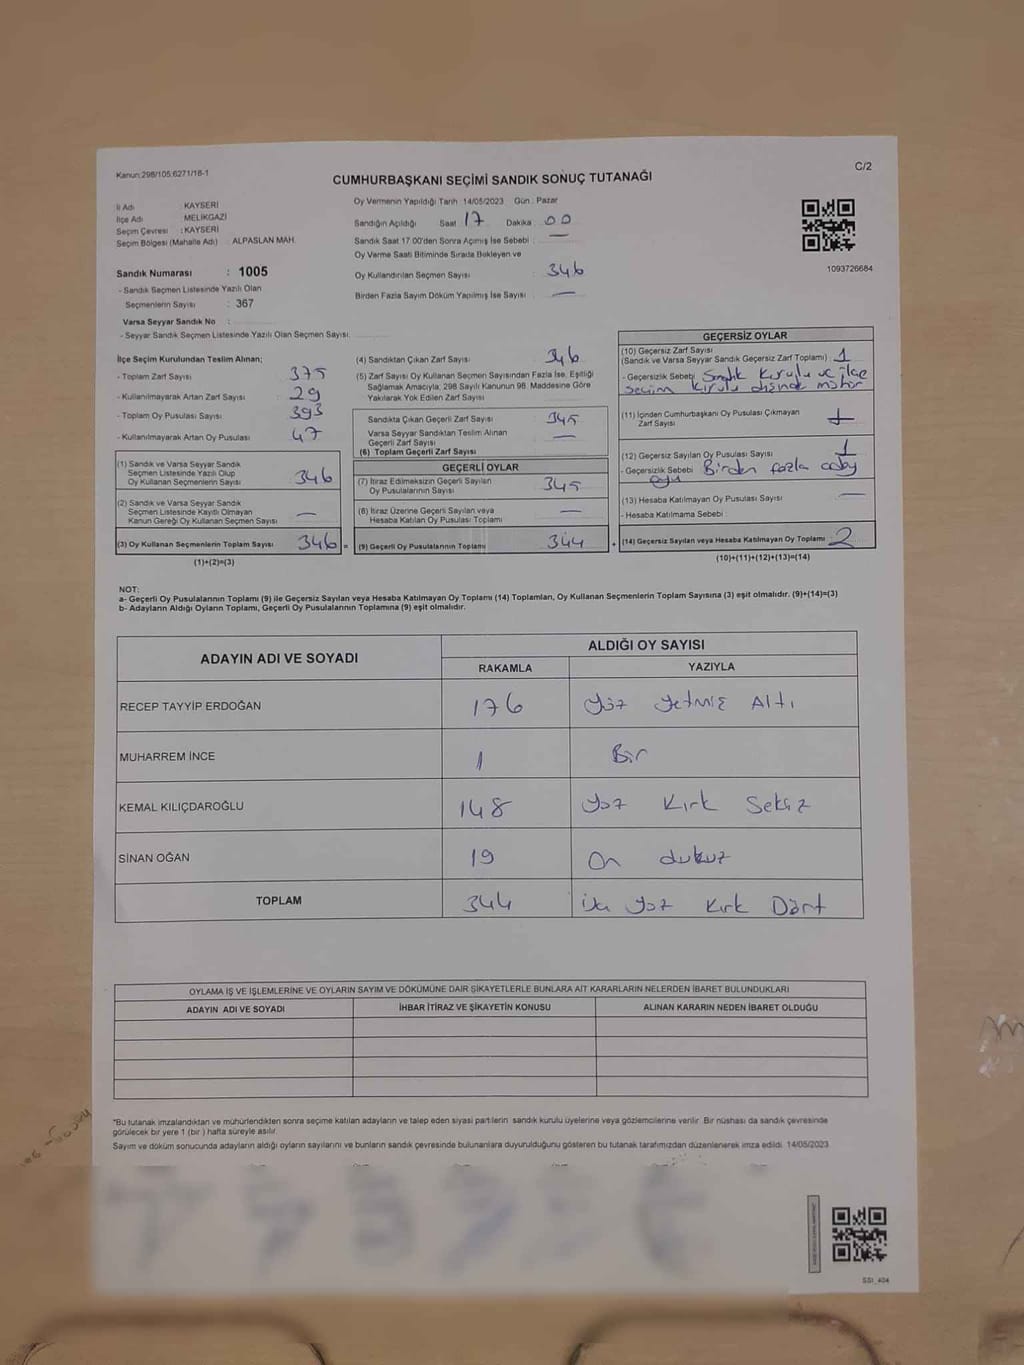 Kanun:298/105:6271/18-1
C/2
CUMHURBAŞKANI SEÇİMİ SANDIK SONUÇ TUTANAĞI
İl Adı : KAYSERİ
İlçe Adı : MELİKGAZİ
Seçim Çevresi : KAYSERİ
Seçim Bölgesi (Mahalle Adı) : ALPASLAN MAH.
Sandık Numarası : 1005
- Sandık Seçmen Listesinde Yazılı Olan
Seçmenlerin Sayısı : 367
Varsa Seyyar Sandık No :
- Seyyar Sandık Seçmen Listesinde Yazılı Olan Seçmen Sayısı:
Oy Vermenin Yapıldığı Tarih 14/05/2023 Gün : Pazar
Sandığın Açıldığı Saat 17 Dakika 00
Sandık Saat 17:00'den Sonra Açımış İse Sebebi : —
Oy Verme Saati Bitiminde Sırada Bekleyen ve
Oy Kullandırılan Seçmen Sayısı : 346
Birden Fazla Sayım Döküm Yapılmış İse Sayısı : —
1093726684
İlçe Seçim Kurulundan Teslim Alınan;
- Toplam Zarf Sayısı : 375
- Kullanılmayarak Artan Zarf Sayısı : 29
- Toplam Oy Pusulası Sayısı : 393
- Kullanılmayarak Artan Oy Pusulası : 47
(1) Sandık ve Varsa Seyyar Sandık
Seçmen Listesinde Yazılı Olup
Oy Kullanan Seçmenlerin Sayısı 346
(2) Sandık ve Varsa Seyyar Sandık
Seçmen Listesinde Kaydı Olmayan
Kanun Gereği Oy Kullanan Seçmen Sayısı —
(3) Oy Kullanan Seçmenlerin Toplam Sayısı 346 =
(1)+(2)=(3)
(4) Sandıktan Çıkan Zarf Sayısı 346
(5) Zarf Sayısı Oy Kullanan Seçmen Sayısından Fazla İse, Eşitliği
Sağlamak Amacıyla, 298 Sayılı Kanunun 98. Maddesine Göre
Yakılarak Yok Edilen Zarf Sayısı :
Sandıkta Çıkan Geçerli Zarf Sayısı 345
Varsa Seyyar Sandıktan Teslim Alınan
Geçerli Zarf Sayısı —
(6) Toplam Geçerli Zarf Sayısı
GEÇERLİ OYLAR
(7) İtiraz Edilmeksizin Geçerli Sayılan
Oy Pusulalarının Sayısı 345
(8) İtiraz Üzerine Geçerli Sayılan veya
Hesaba Katılan Oy Pusulası Toplamı —
(9) Geçerli Oy Pusulalarının Toplamı 344 +
GEÇERSİZ OYLAR
(10) Geçersiz Zarf Sayısı
(Sandık ve Varsa Seyyar Sandık Geçersiz Zarf Toplamı) : 1
- Geçersizlik Sebebi : Sandık Kurulu ve ilçe
seçim kurulu dışında mühür
(11) İçinden Cumhurbaşkanı Oy Pusulası Çıkmayan
Zarf Sayısı
(12) Geçersiz Sayılan Oy Pusulası Sayısı : 1
- Geçersizlik Sebebi : Birden fazla aday
(13) Hesaba Katılmayan Oy Pusulası Sayısı : —
- Hesaba Katılmama Sebebi :
(14) Geçersiz Sayılan veya Hesaba Katılmayan Oy Toplamı : 2
(10)+(11)+(12)+(13)=(14)
NOT:
a- Geçerli Oy Pusulalarının Toplamı (9) ile Geçersiz Sayılan veya Hesaba Katılmayan Oy Toplamı (14) Toplamları, Oy Kullanan Seçmenlerin Toplam Sayısına (3) eşit olmalıdır. (9)+(14)=(3)
b- Adayların Aldığı Oyların Toplamı, Geçerli Oy Pusulalarının Toplamına (9) eşit olmalıdır.
ADAYIN ADI VE SOYADI ALDIĞI OY SAYISI
RAKAMLA YAZIYLA
RECEP TAYYİP ERDOĞAN 176 Yüz Yetmiş Altı
MUHARREM İNCE 1 Bir
KEMAL KILIÇDAROĞLU 148 Yüz Kırk Sekiz
SİNAN OĞAN 19 On dukuz
TOPLAM 344 Yüz Kırk Dört
OYLAMA İŞ VE İŞLEMLERİNE VE OYLARIN SAYIM VE DÖKÜMÜNE DAİR ŞİKAYETLERLE BUNLARA AİT KARARLARIN NELERDEN İBARET BULUNDUKLARI
ADAYIN ADI VE SOYADI İHBAR İTİRAZ VE ŞİKAYETİN KONUSU ALINAN KARARIN NEDEN İBARET OLDUĞU
*Bu tutanak imzalandıktan ve mühürlendikten sonra seçime katılan adayların ve talep eden siyasi partilerin sandık kurulu üyelerine veya gözlemcilerine verilir. Bir nüshası da sandık çevresinde
görülecek bir yere 1 (bir ) hafta süreyle asılır.
Sayım ve döküm sonucunda adayların aldığı oyların sayılarını ve bunların sandık çevresinde bulunanlara duyurulduğunu gösteren bu tutanak tarafımızdan düzenlenerek imza edildi. 14/05/2023
SSI_404